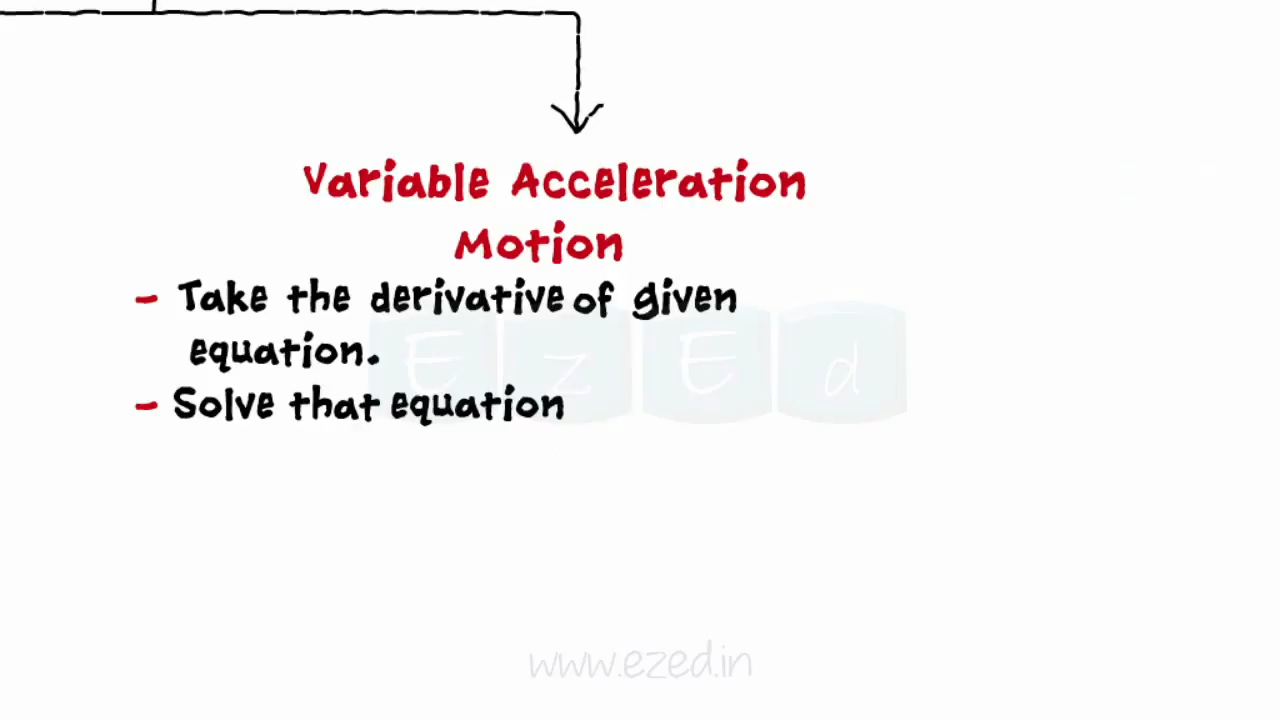 Variable Acceleration
Motion
- Take the derivative of given
equation.
- Solve that equation
E z E d
www.ezed.in